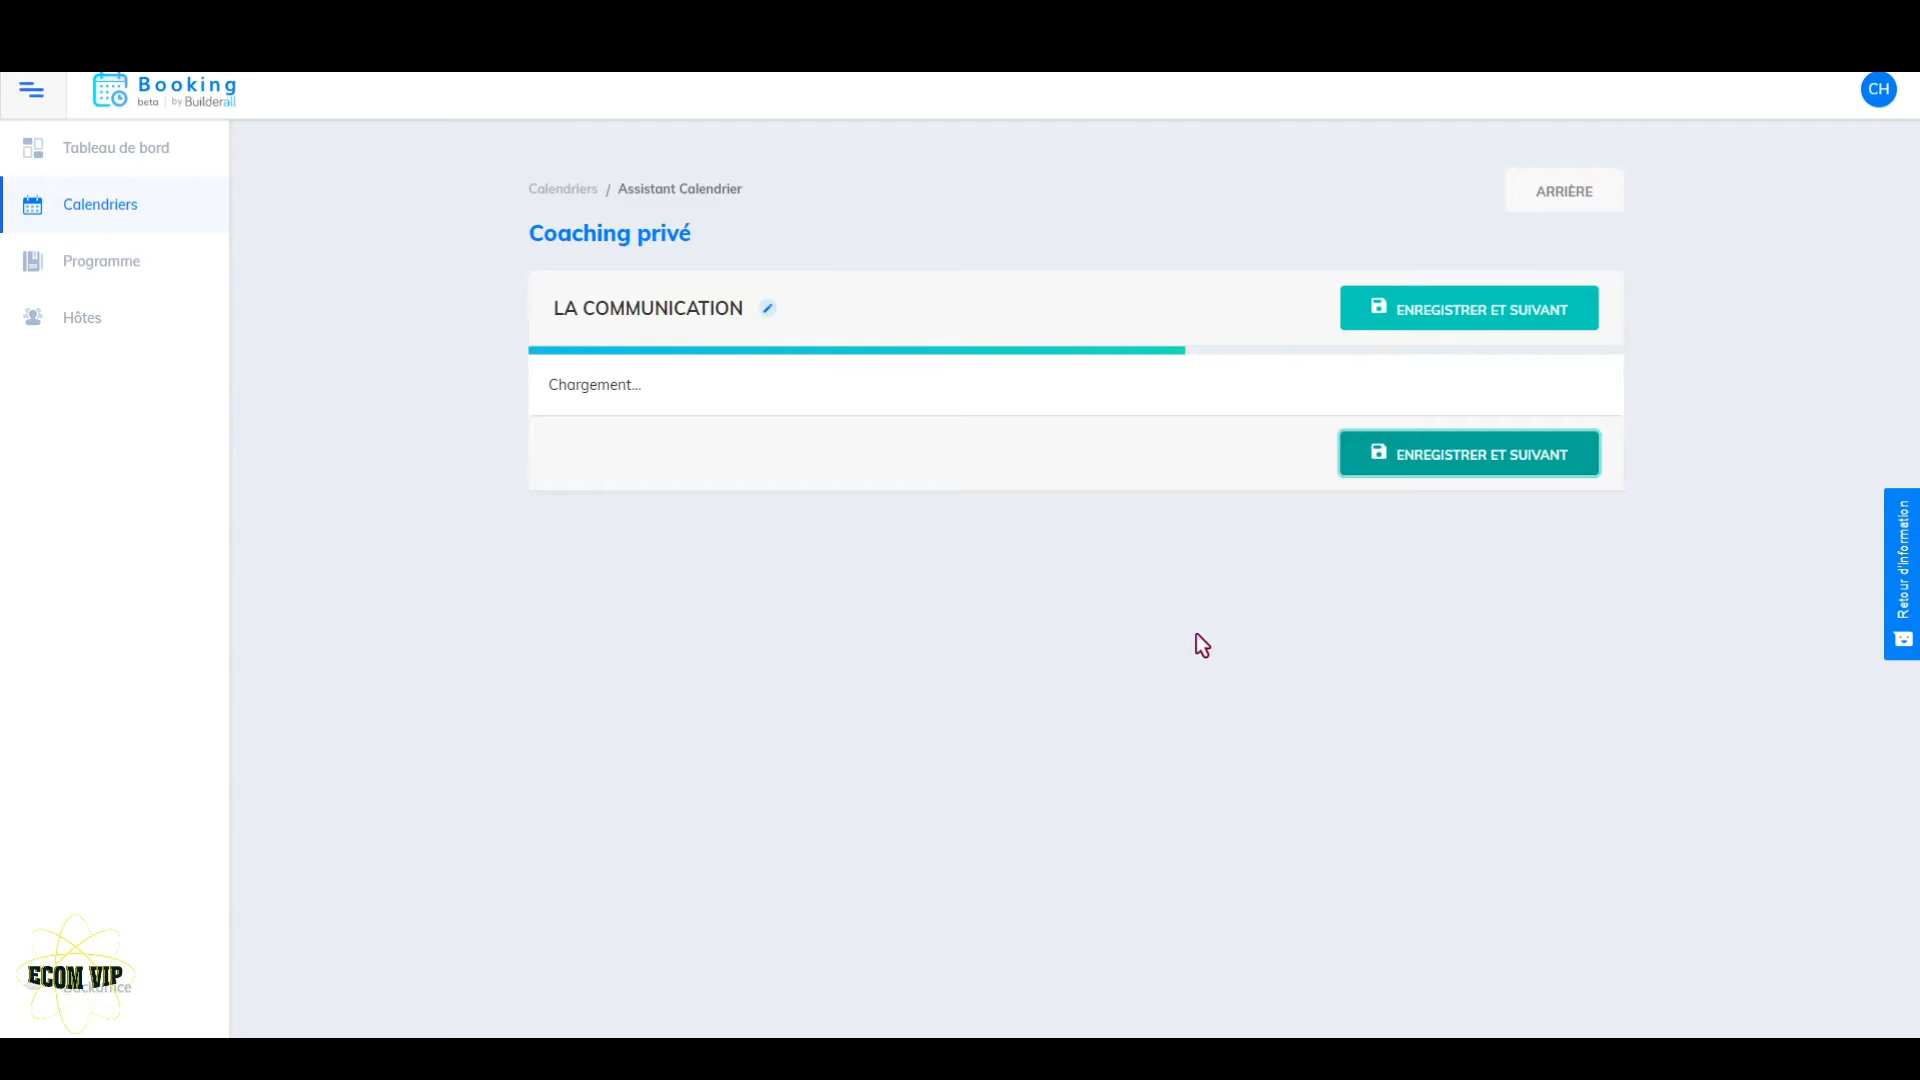 Booking
beta | by Builderall
CH
Tableau de bord
Calendriers
Programme
Hôtes
Calendriers / Assistant Calendrier
ARRIÈRE
Coaching privé
LA COMMUNICATION
ENREGISTRER ET SUIVANT
Chargement...
ENREGISTRER ET SUIVANT
Retour d'information
ECOM VIP
Backoffice